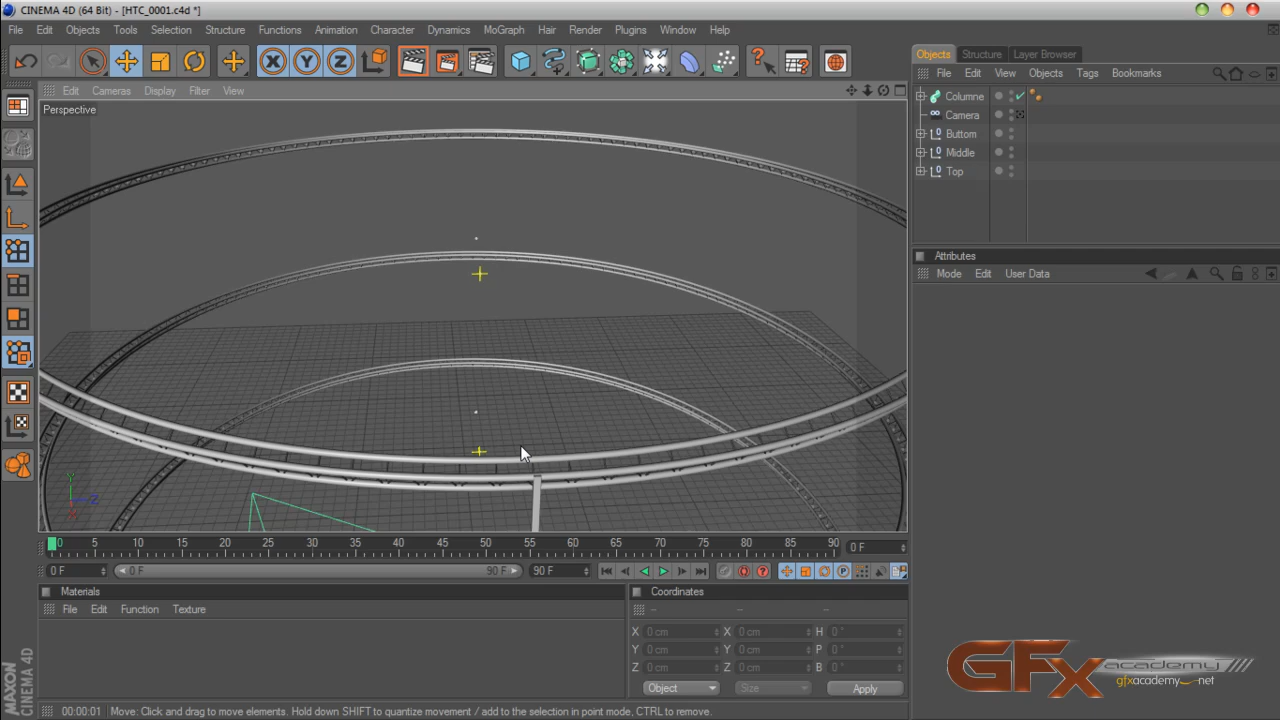 CINEMA 4D (64 Bit) - [HTC_0001.c4d *]
File Edit Objects Tools Selection Structure Functions Animation Character Dynamics MoGraph Hair Render Plugins Window Help
X Y Z
Objects Structure Layer Browser
File Edit View Objects Tags Bookmarks
Edit Cameras Display Filter View
Perspective
Columne
Camera
Buttom
Middle
Top
Attributes
Mode Edit User Data
Y
Z
X
0 5 10 15 20 25 30 35 40 45 50 55 60 65 70 75 80 85 90 0 F
0 F 0 F 90 F 90 F
Materials
File Edit Function Texture
Coordinates
-- -- --
X 0 cm X 0 cm H 0 °
Y 0 cm Y 0 cm P 0 °
Z 0 cm Z 0 cm B 0 °
Object Size Apply
MAXON
CINEMA 4D
GFx academy
gfxacademy.net
00:00:01 Move: Click and drag to move elements. Hold down SHIFT to quantize movement / add to the selection in point mode, CTRL to remove.